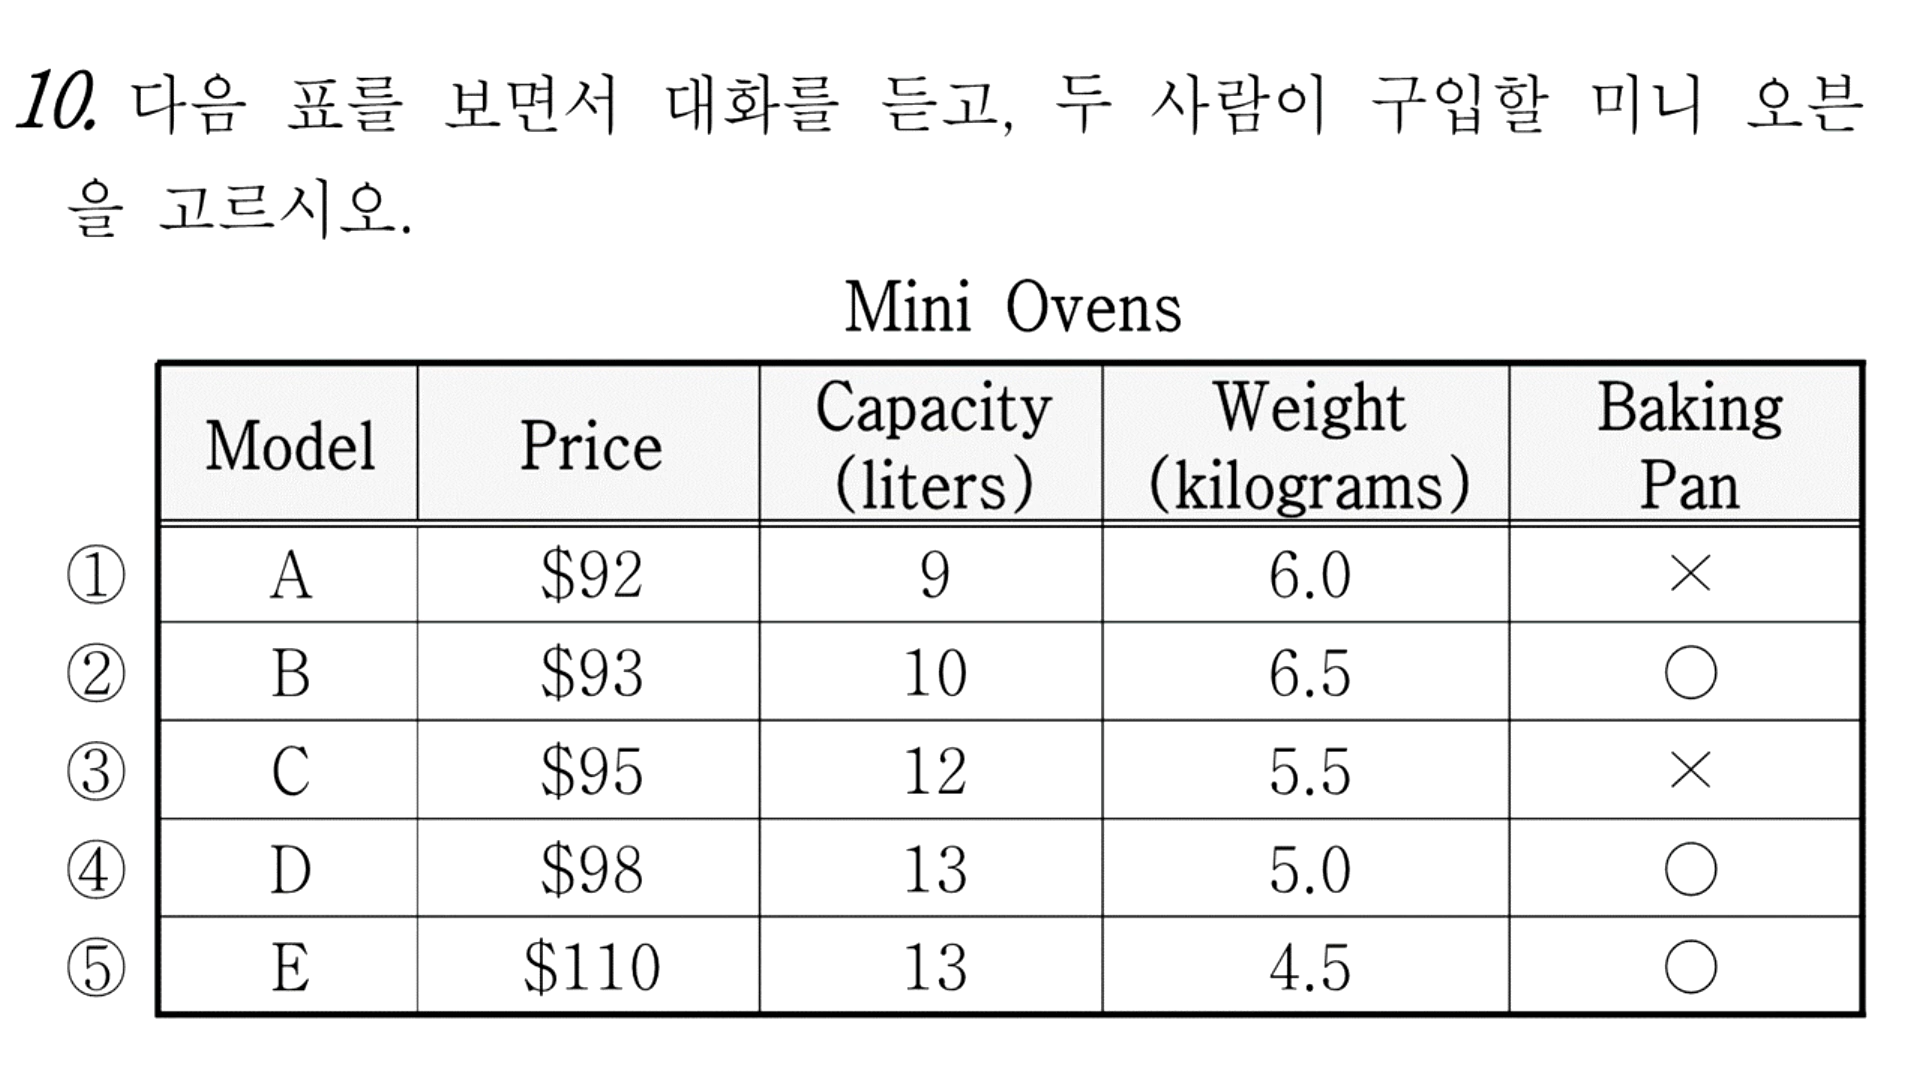 10. 다음 표를 보면서 대화를 듣고, 두 사람이 구입할 미니 오븐
을 고르시오.
Mini Ovens
Model Price Capacity (liters) Weight (kilograms) Baking Pan
① A $92 9 6.0 ×
② B $93 10 6.5 ○
③ C $95 12 5.5 ×
④ D $98 13 5.0 ○
⑤ E $110 13 4.5 ○